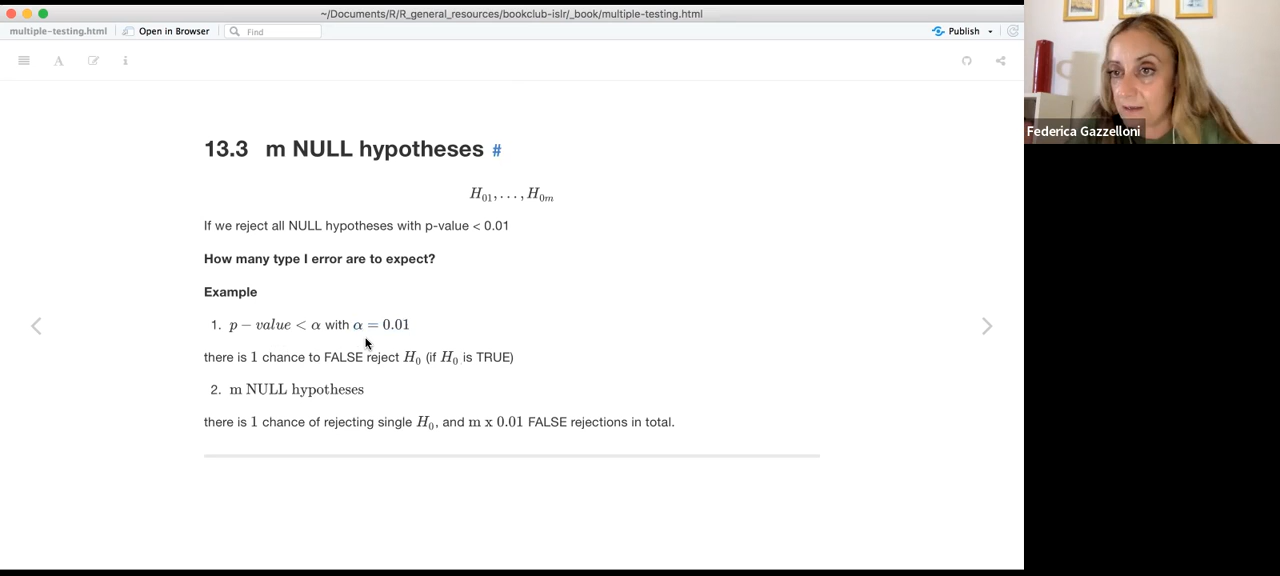 ~/Documents/R/R_general_resources/bookclub-islr/_book/multiple-testing.html
multiple-testing.html Open in Browser Find Publish
A i
13.3 m NULL hypotheses #
H₀₁, . . . , H₀ₘ
If we reject all NULL hypotheses with p-value < 0.01
How many type I error are to expect?
Example
1. p − value < α with α = 0.01
there is 1 chance to FALSE reject H₀ (if H₀ is TRUE)
2. m NULL hypotheses
there is 1 chance of rejecting single H₀, and m x 0.01 FALSE rejections in total.
Federica Gazzelloni